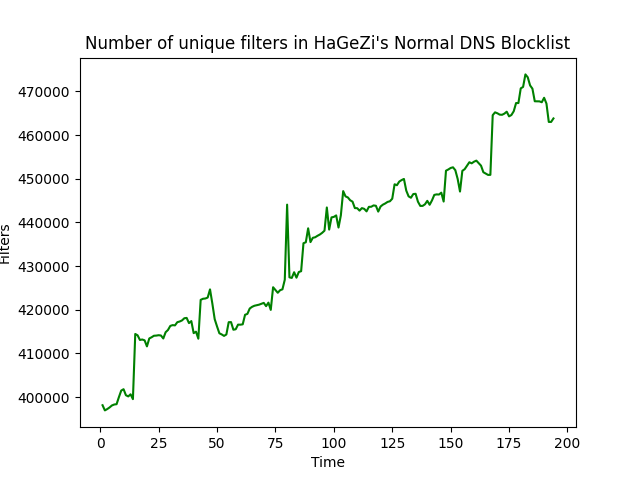 Number of unique filters in HaGeZi's Normal DNS Blocklist
470000
460000
450000
440000
430000
420000
410000
400000
Filters
0 25 50 75 100 125 150 175 200
Time